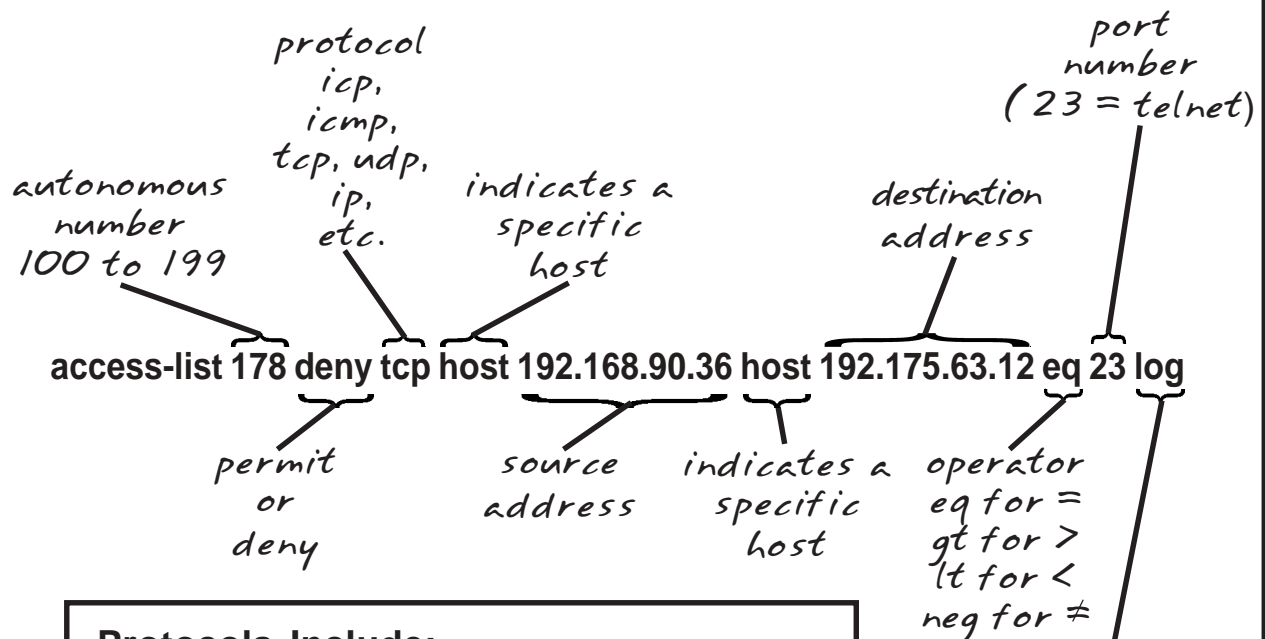 protocol
icp,
icmp,
tcp, udp,
ip,
etc.
port
number
( 23 = telnet)
autonomous
number
100 to 199
indicates a
specific
host
destination
address
access-list 178 deny tcp host 192.168.90.36 host 192.175.63.12 eq 23 log
permit
or
deny
source
address
indicates a
specific
host
operator
eq for =
gt for >
lt for <
neg for ≠
Protocols Include: